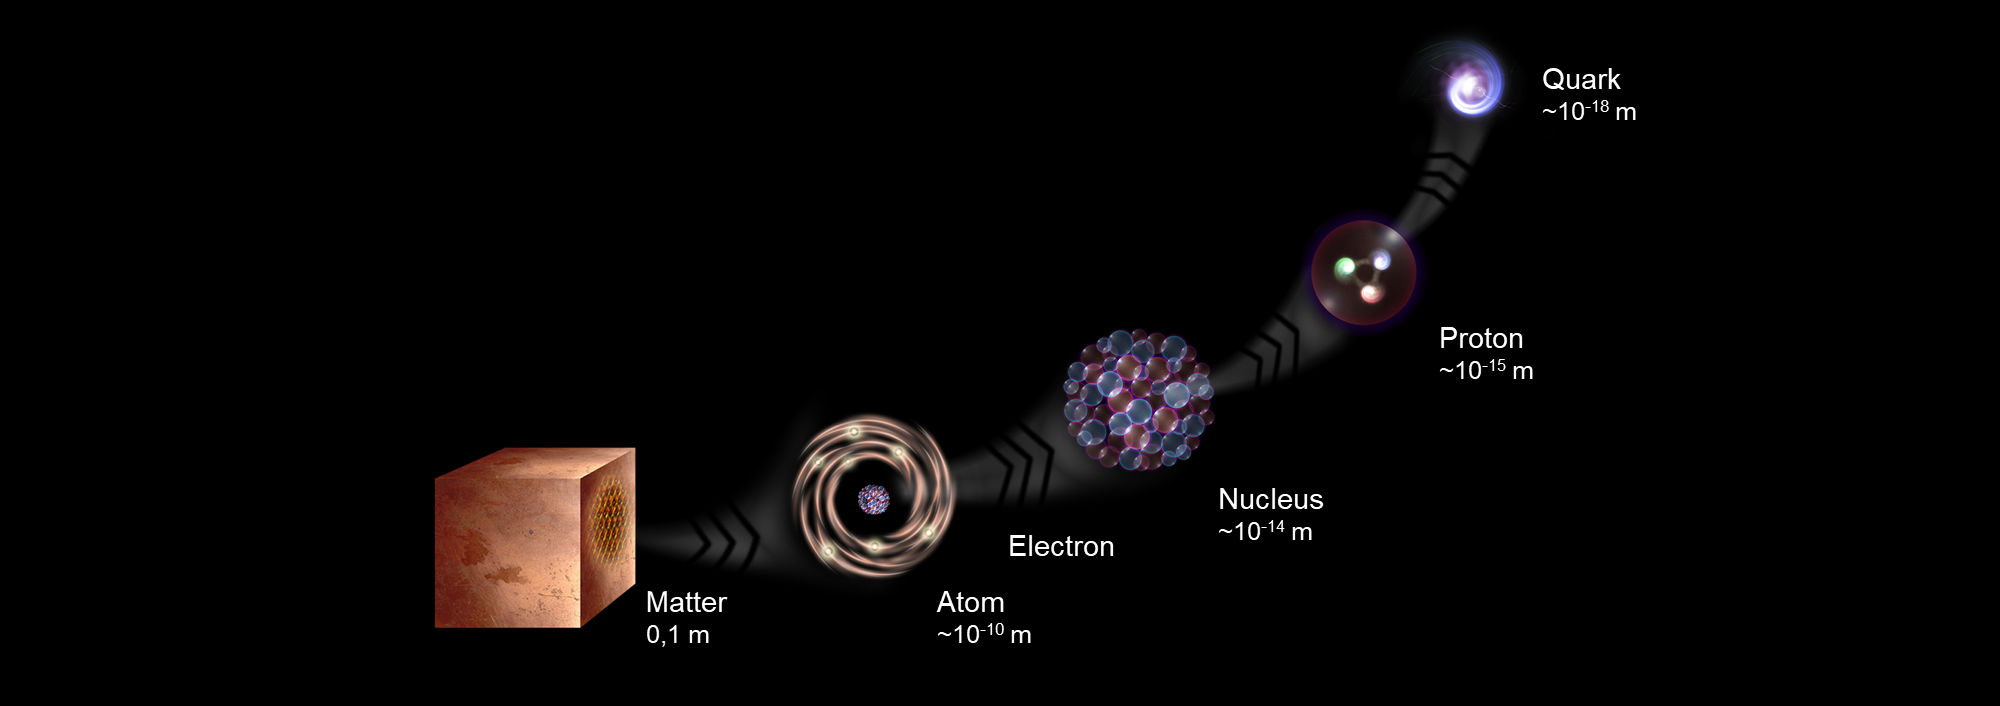 Quark
~10⁻¹⁸ m
Proton
~10⁻¹⁵ m
Nucleus
~10⁻¹⁴ m
Electron
Atom
~10⁻¹⁰ m
Matter
0,1 m